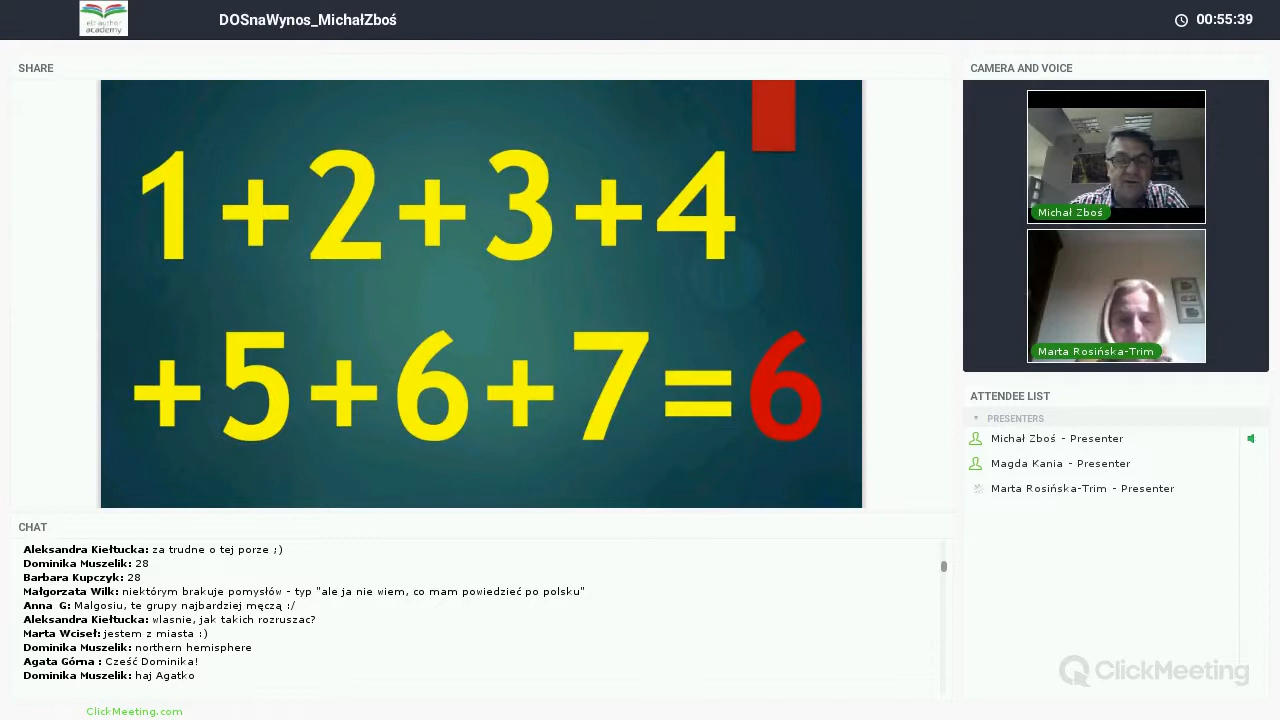 elt author
academy
DOSnaWynos_MichałZboś
00:55:39
SHARE
1+2+3+4
+5+6+7=6
CAMERA AND VOICE
Michał Zboś
Marta Rosińska-Trim
ATTENDEE LIST
PRESENTERS
Michał Zboś - Presenter
Magda Kania - Presenter
Marta Rosińska-Trim - Presenter
CHAT
Aleksandra Kiełtucka: za trudne o tej porze ;)
Dominika Muszelik: 28
Barbara Kupczyk: 28
Małgorzata Wilk: niektórym brakuje pomysłów - typ "ale ja nie wiem, co mam powiedzieć po polsku"
Anna G: Malgosiu, te grupy najbardziej męczą :/
Aleksandra Kiełtucka: wlasnie, jak takich rozruszac?
Marta Wciseł: jestem z miasta :)
Dominika Muszelik: northern hemisphere
Agata Górna : Cześć Dominika!
Dominika Muszelik: haj Agatko
ClickMeeting
ClickMeeting.com